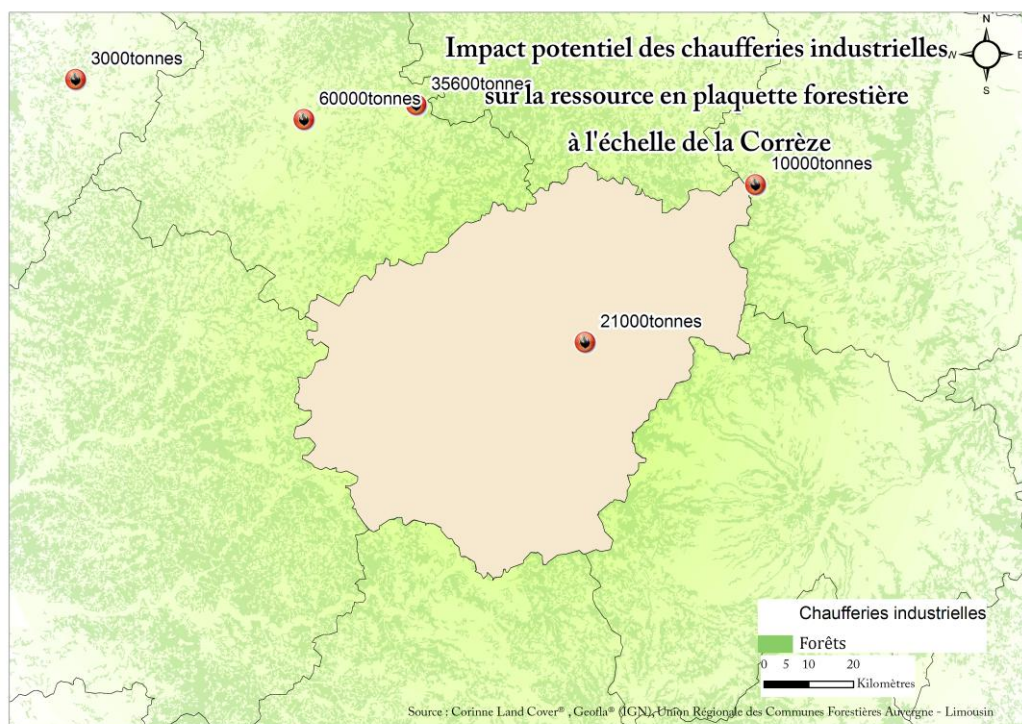 Impact potentiel des chaufferies industrielles
sur la ressource en plaquette forestière
à l'échelle de la Corrèze
N
E
S
3000tonnes
60000tonnes
35600tonnes
10000tonnes
21000tonnes
Chaufferies industrielles
Forêts
0 5 10 20
Kilomètres
Source : Corinne Land Cover® , Geofla® (IGN), Union Régionale des Communes Forestières Auvergne - Limousin